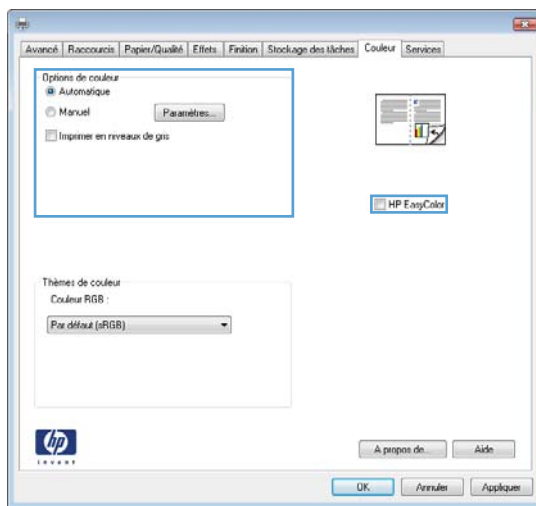 Avancé Raccourcis Papier/Qualité Effets Finition Stockage des tâches Couleur Services
Options de couleur
Automatique
Manuel
Paramètres...
Imprimer en niveaux de gris
HP EasyColor
Thèmes de couleur
Couleur RGB :
Par défaut (sRGB)
hp
invent
A propos de...
Aide
OK
Annuler
Appliquer